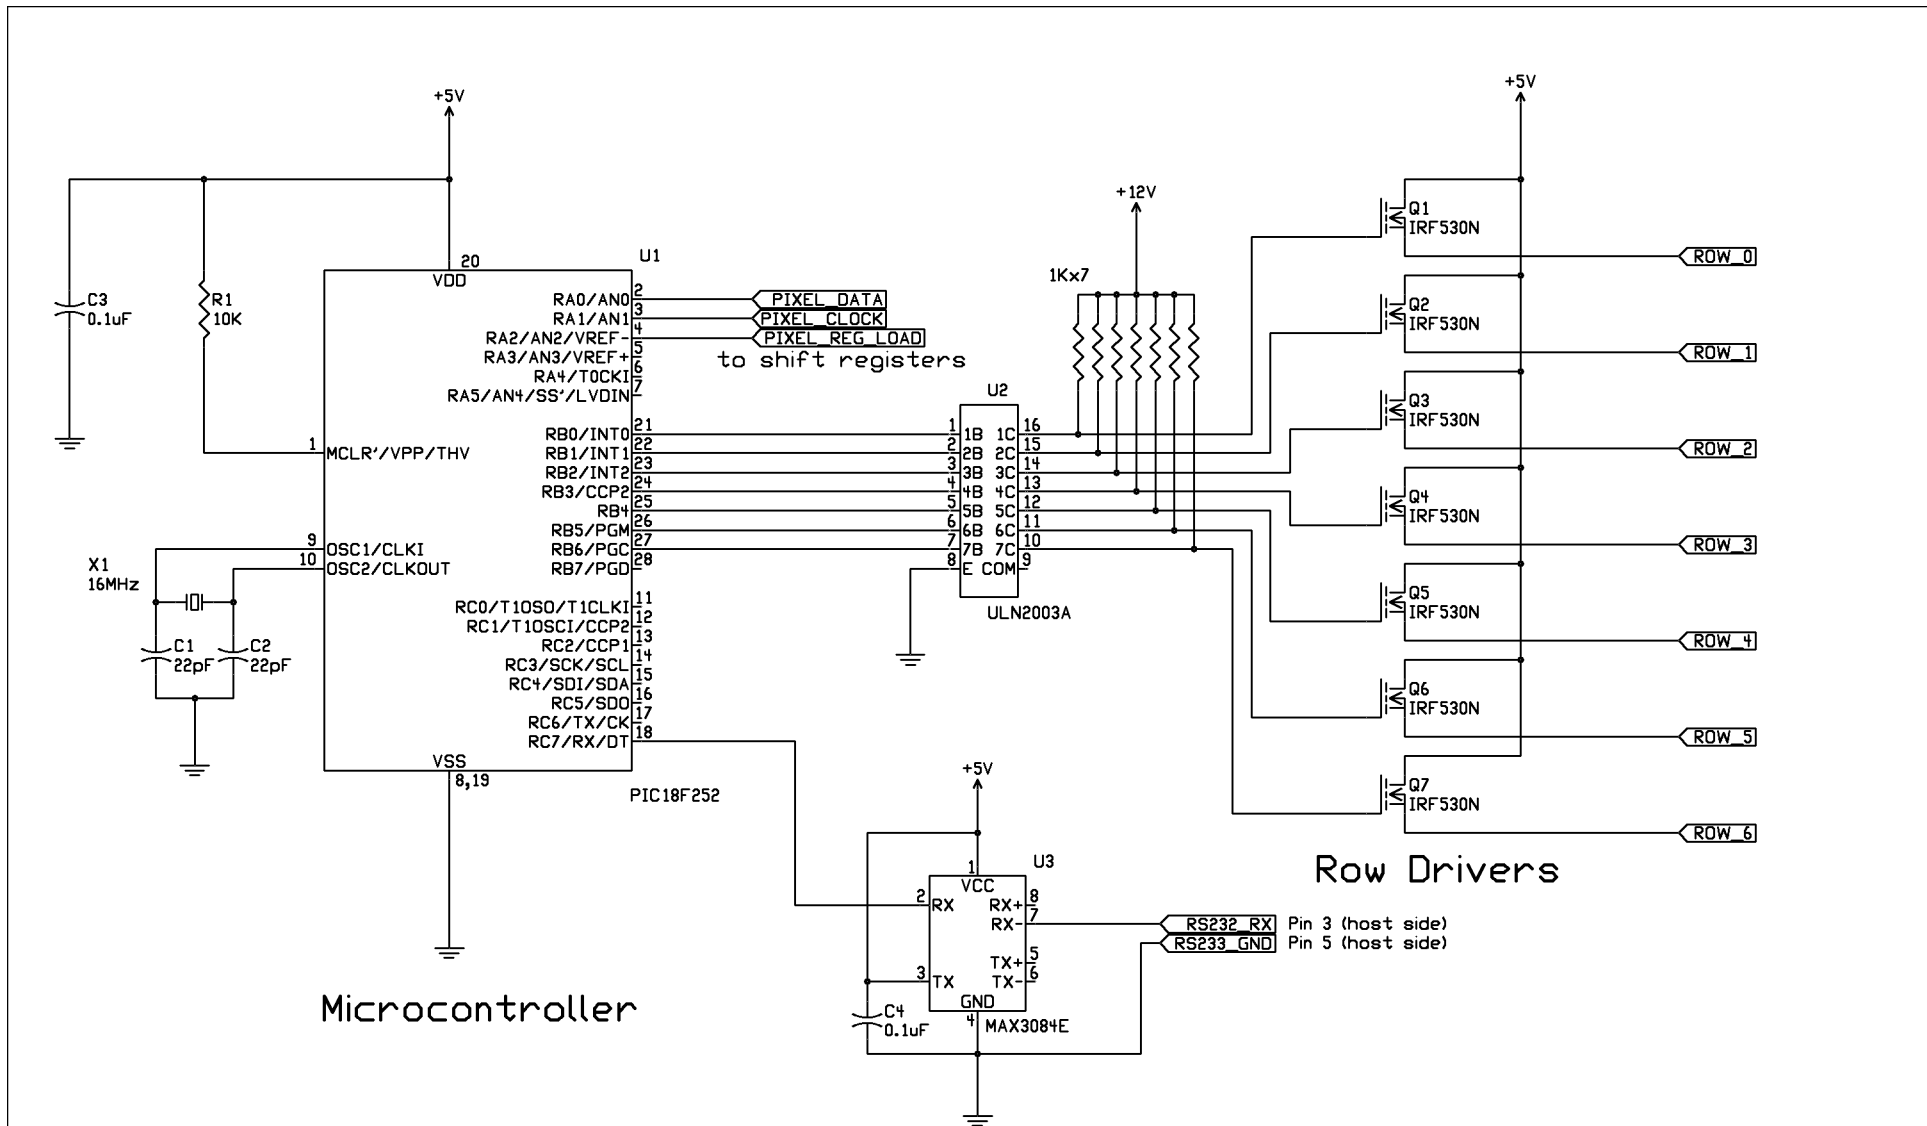 +5V
+5V
+12V
C3
0.1uF
R1
10K
U1
20
VDD
RA0/AN0 2
RA1/AN1 3
RA2/AN2/VREF- 4
RA3/AN3/VREF+ 5
RA4/T0CKI 6
RA5/AN4/SS'/LVDIN 7
PIXEL_DATA
PIXEL_CLOCK
PIXEL_REG_LOAD
to shift registers
RB0/INT0 21
RB1/INT1 22
RB2/INT2 23
RB3/CCP2 24
RB4 25
RB5/PGM 26
RB6/PGC 27
RB7/PGD 28
1 MCLR'/VPP/THV
9 OSC1/CLKI
10 OSC2/CLKOUT
X1
16MHz
C1
22pF
C2
22pF
RC0/T1OSO/T1CLKI 11
RC1/T1OSCI/CCP2 12
RC2/CCP1 13
RC3/SCK/SCL 14
RC4/SDI/SDA 15
RC5/SDO 16
RC6/TX/CK 17
RC7/RX/DT 18
VSS
8,19
PIC18F252
Microcontroller
1Kx7
U2
1 1B 1C 16
2 2B 2C 15
3 3B 3C 14
4 4B 4C 13
5 5B 5C 12
6 6B 6C 11
7 7B 7C 10
8 E COM 9
ULN2003A
Q1
IRF530N
ROW_0
Q2
IRF530N
ROW_1
Q3
IRF530N
ROW_2
Q4
IRF530N
ROW_3
Q5
IRF530N
ROW_4
Q6
IRF530N
ROW_5
Q7
IRF530N
ROW_6
Row Drivers
+5V
U3
1
VCC
2 RX
RX+ 8
RX- 7
TX+ 5
3 TX
TX- 6
GND
4
MAX3084E
C4
0.1uF
RS232_RX Pin 3 (host side)
RS233_GND Pin 5 (host side)